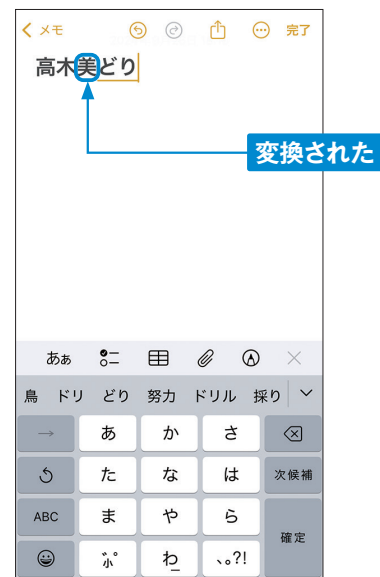 メモ 完了
高木美どり
変換された
あぁ
鳥 ドリ どり 努力 ドリル 採り
→ あ か さ
た な は 次候補
ABC ま や ら
小゛゜ わ_ 、。?! 確定